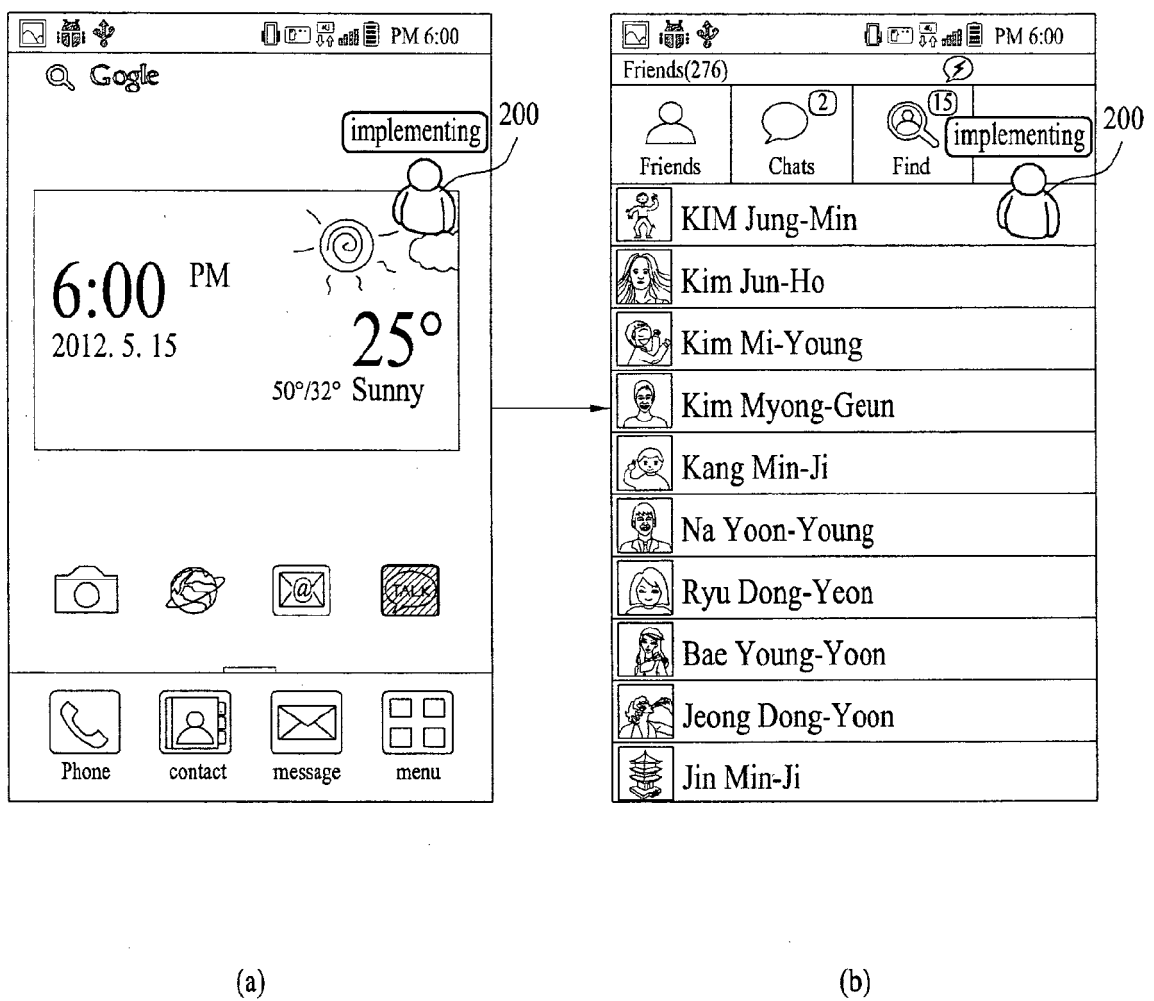 PM 6:00
Gogle
implementing
200
6:00 PM
2012. 5. 15
25°
50°/32° Sunny
@
TALK
Phone contact message menu
(a)
PM 6:00
Friends(276)
2
15
implementing
200
Friends Chats Find
KIM Jung-Min
Kim Jun-Ho
Kim Mi-Young
Kim Myong-Geun
Kang Min-Ji
Na Yoon-Young
Ryu Dong-Yeon
Bae Young-Yoon
Jeong Dong-Yoon
Jin Min-Ji
(b)